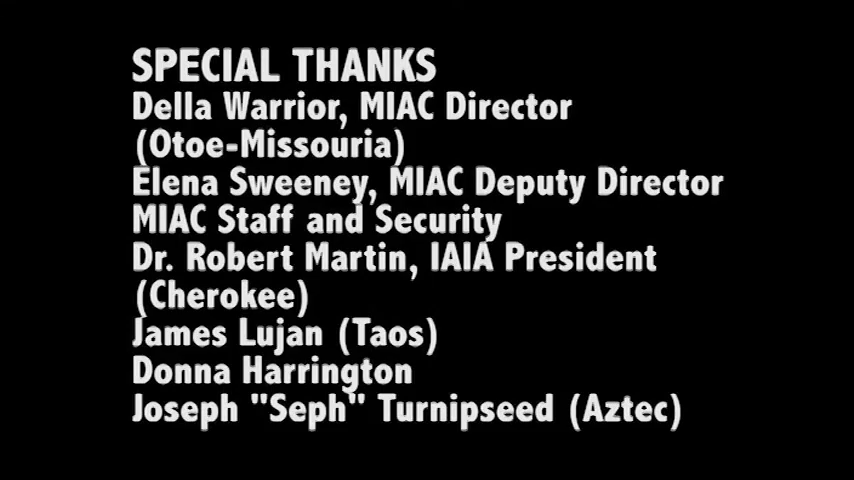 SPECIAL THANKS
Della Warrior, MIAC Director
(Otoe-Missouria)
Elena Sweeney, MIAC Deputy Director
MIAC Staff and Security
Dr. Robert Martin, IAIA President
(Cherokee)
James Lujan (Taos)
Donna Harrington
Joseph "Seph" Turnipseed (Aztec)